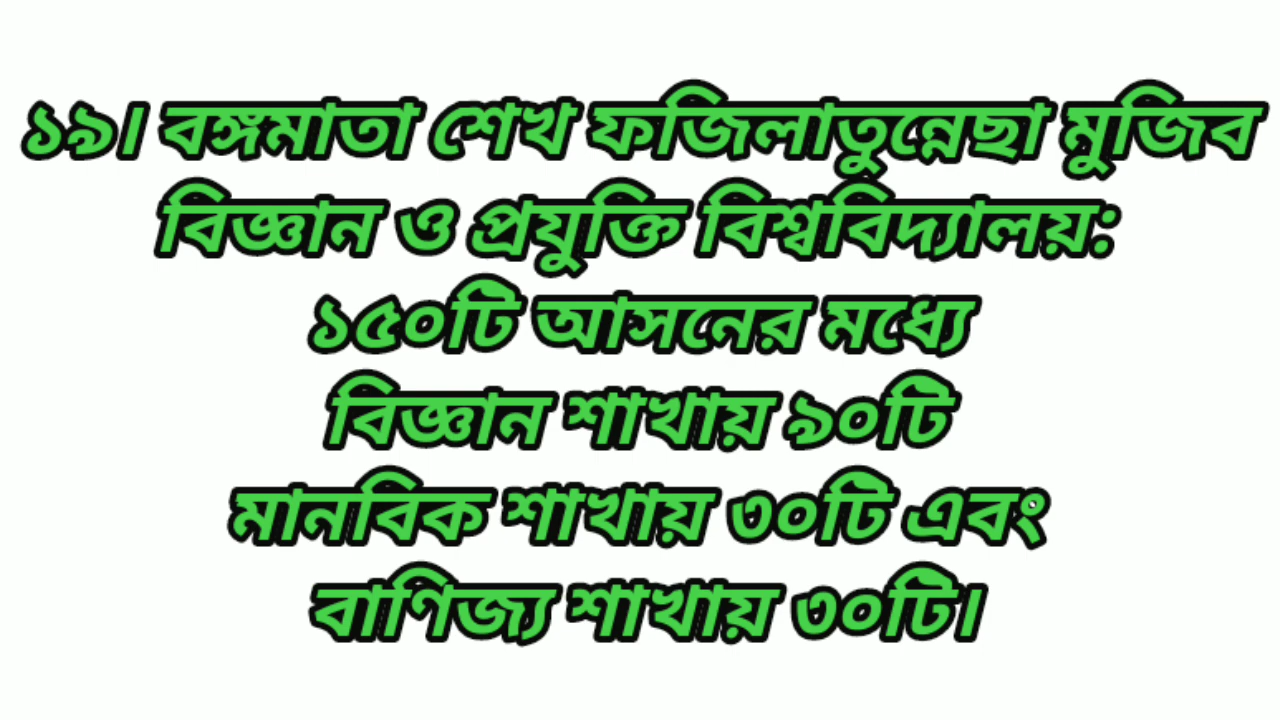 ১৯। বঙ্গমাতা শেখ ফজিলাতুন্নেছা মুজিব
বিজ্ঞান ও প্রযুক্তি বিশ্ববিদ্যালয়:
১৫০টি আসনের মধ্যে
বিজ্ঞান শাখায় ৯০টি
মানবিক শাখায় ৩০টি এবং
বাণিজ্য শাখায় ৩০টি।